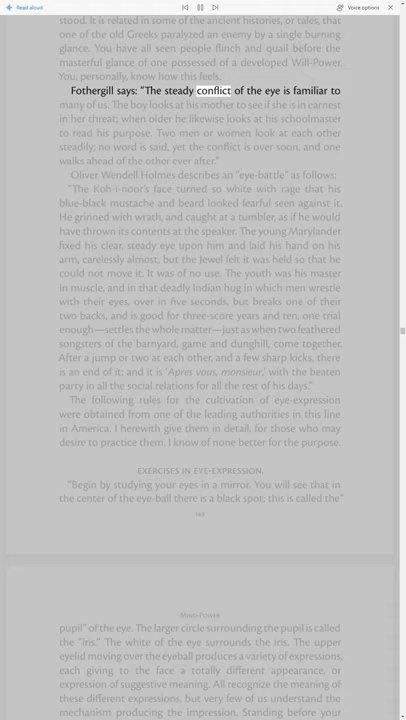 Read aloud
Voice options
stood. It is related in some of the ancient histories, or tales, that
one of the old Greeks paralyzed an enemy by a single burning
glance. You have all seen people flinch and quail before the
masterful glance of one possessed of a developed Will-Power.
You, personally, know how this feels.
Fothergill says: "The steady conflict of the eye is familiar to
many of us. The boy looks at his mother to see if she is in earnest
in her threat; when older he likewise looks at his schoolmaster
to read his purpose. Two men or women look at each other
steadily; no word is said, yet the conflict is over soon, and one
walks ahead of the other ever after."
Oliver Wendell Holmes describes an "eye-battle" as follows:
"The Koh-i-noor's face turned so white with rage that his
blue-black mustache and beard looked fearful seen against it.
He grinned with wrath, and caught at a tumbler, as if he would
have thrown its contents at the speaker. The young Marylander
fixed his clear, steady eye upon him and laid his hand on his
arm, carelessly almost, but the Jewel felt it was held so that he
could not move it. It was of no use. The youth was his master
in muscle, and in that deadly Indian hug in which men wrestle
with their eyes, over in five seconds, but breaks one of their
two backs, and is good for three-score years and ten, one trial
enough—settles the whole matter—just as when two feathered
songsters of the barnyard, game and dunghill, come together.
After a jump or two at each other, and a few sharp kicks, there
is an end of it; and it is 'Apres vous, monsieur,' with the beaten
party in all the social relations for all the rest of his days."
The following rules for the cultivation of eye-expression
were obtained from one of the leading authorities in this line
in America. I herewith give them in detail, for those who may
desire to practice them. I know of none better for the purpose.
EXERCISES IN EYE-EXPRESSION.
"Begin by studying your eyes in a mirror. You will see that in
the center of the eye-ball there is a black spot; this is called the"
Mind-Power
pupil" of the eye. The larger circle surrounding the pupil is called
the "iris." The white of the eye surrounds the iris. The upper
eyelid moving over the eyeball produces a variety of expressions,
each giving to the face a totally different appearance, or
expression of suggestive meaning. All recognize the meaning of
these different expressions, but very few of us understand the
mechanism producing the impression. Standing before your